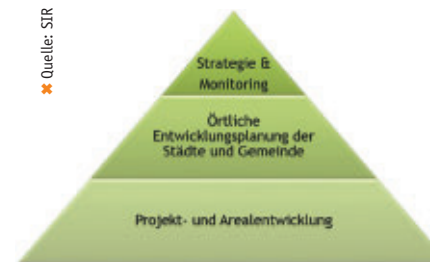 ✖ Quelle: SIR
Strategie &
Monitoring
Örtliche
Entwicklungsplanung der
Städte und Gemeinde
Projekt- und Arealentwicklung